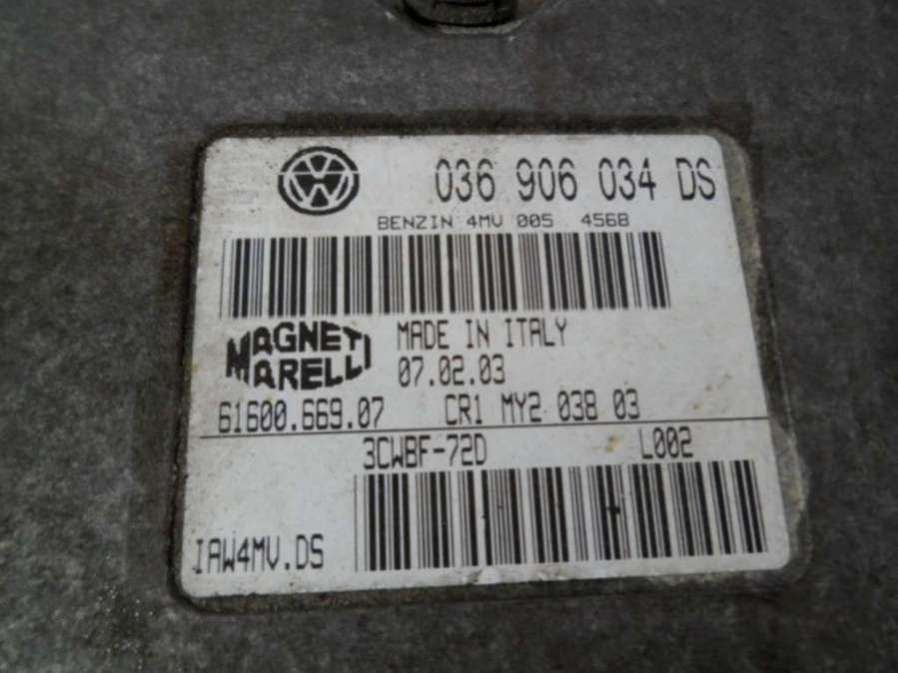 036 906 034 DS
BENZIN 4MV 005 4568
MAGNETI
MARELLI
MADE IN ITALY
07.02.03
61600.669.07 CR1 MY2 038 03
3CWBF-72D L002
IAW4MV.DS